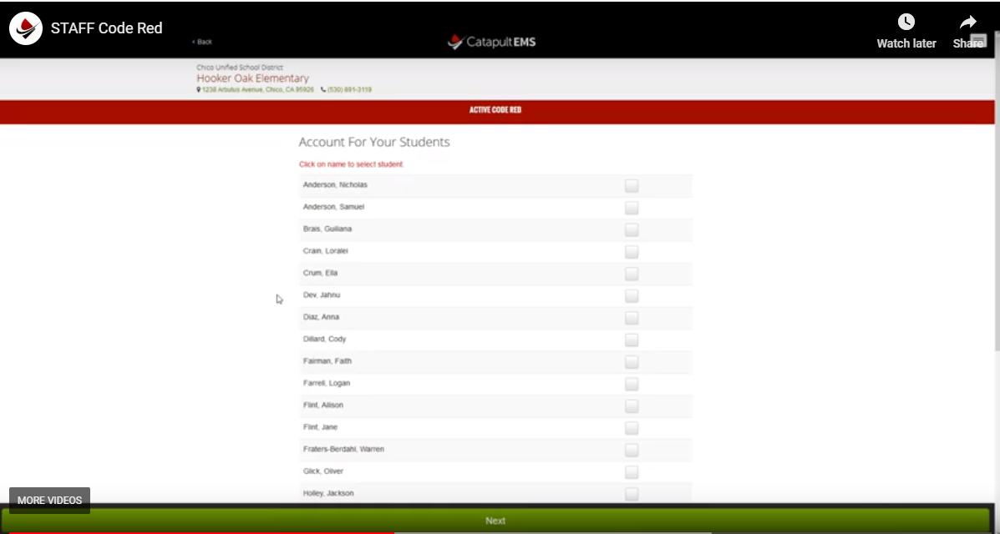 STAFF Code Red
Watch later
Share
Back
CatapultEMS
Chico Unified School District
Hooker Oak Elementary
1238 Arbutus Avenue, Chico, CA 95926 (530) 891-3119
ACTIVE CODE RED
Account For Your Students
Click on name to select student.
Anderson, Nicholas
Anderson, Samuel
Brais, Guiliana
Crain, Loralei
Crum, Ella
Dev, Jahnu
Diaz, Anna
Dillard, Cody
Fairman, Faith
Farrell, Logan
Flint, Allison
Flint, Jane
Fraters-Berdahl, Warren
Glick, Oliver
Holley, Jackson
MORE VIDEOS
Next